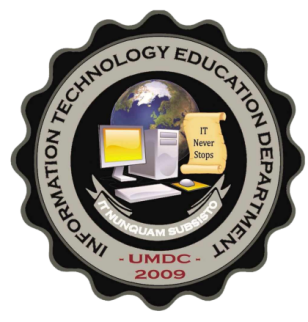 INFORMATION TECHNOLOGY EDUCATION DEPARTMENT
IT
Never
Stops
IT NUNQUAM SUBSISTO
- UMDC -
2009